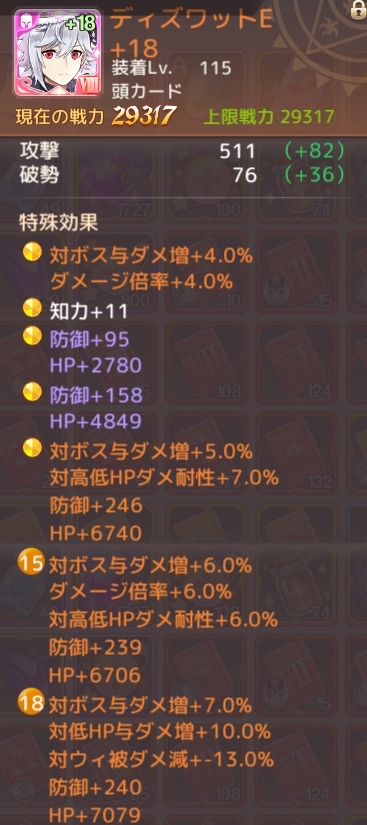 +18
VIII
ディズワットE
+18
装着Lv. 115
頭カード
現在の戦力 29317 上限戦力 29317
攻撃 511 (+82)
破勢 76 (+36)
特殊効果
対ボス与ダメ増+4.0%
ダメージ倍率+4.0%
知力+11
防御+95
HP+2780
防御+158
HP+4849
対ボス与ダメ増+5.0%
対高低HPダメ耐性+7.0%
防御+246
HP+6740
15 対ボス与ダメ増+6.0%
ダメージ倍率+6.0%
対高低HPダメ耐性+6.0%
防御+239
HP+6706
18 対ボス与ダメ増+7.0%
対低HP与ダメ増+10.0%
対ウィ被ダメ減+-13.0%
防御+240
HP+7079